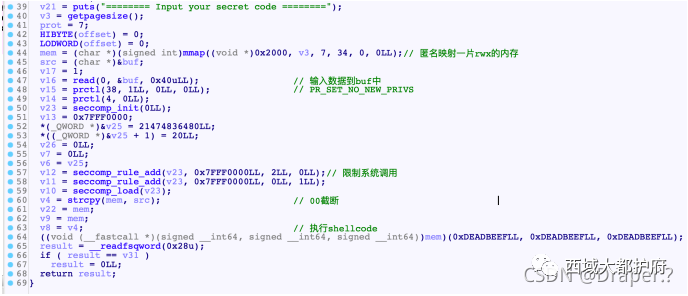 39 v21 = puts("======== Input your secret code ========");
40 v3 = getpagesize();
41 prot = 7;
42 HIBYTE(offset) = 0;
43 LODWORD(offset) = 0;
44 mem = (char *)(signed int)mmap((void *)0x2000, v3, 7, 34, 0, 0LL);// 匿名映射一片rwx的内存
45 src = (char *)&buf;
46 v17 = 1;
47 v16 = read(0, &buf, 0x40uLL); // 输入数据到buf中
48 v15 = prctl(38, 1LL, 0LL, 0LL); // PR_SET_NO_NEW_PRIVS
49 v14 = prctl(4, 0LL);
50 v23 = seccomp_init(0LL);
51 v13 = 0x7FFF0000;
52 *(_QWORD *)&v25 = 21474836480LL;
53 *((_QWORD *)&v25 + 1) = 20LL;
54 v26 = 0LL;
55 v7 = 0LL;
56 v6 = v25;
57 v12 = seccomp_rule_add(v23, 0x7FFF0000LL, 2LL, 0LL);// 限制系统调用
58 v11 = seccomp_rule_add(v23, 0x7FFF0000LL, 0LL, 1LL);
59 v10 = seccomp_load(v23);
60 v4 = strcpy(mem, src); // 00截断
61 v22 = mem;
62 v9 = mem;
63 v8 = v4; // 执行shellcode
64 ((void (__fastcall *)(signed __int64, signed __int64, signed __int64))mem)(0xDEADBEEFLL, 0xDEADBEEFLL, 0xDEADBEEFLL);
65 result = __readfsqword(0x28u);
66 if ( result == v31 )
67 result = 0LL;
68 return result;
69 }
西域大都护府
CSDN @Draper.?